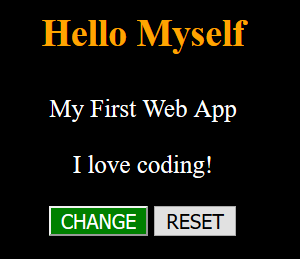 Hello Myself
My First Web App
I love coding!
CHANGE RESET